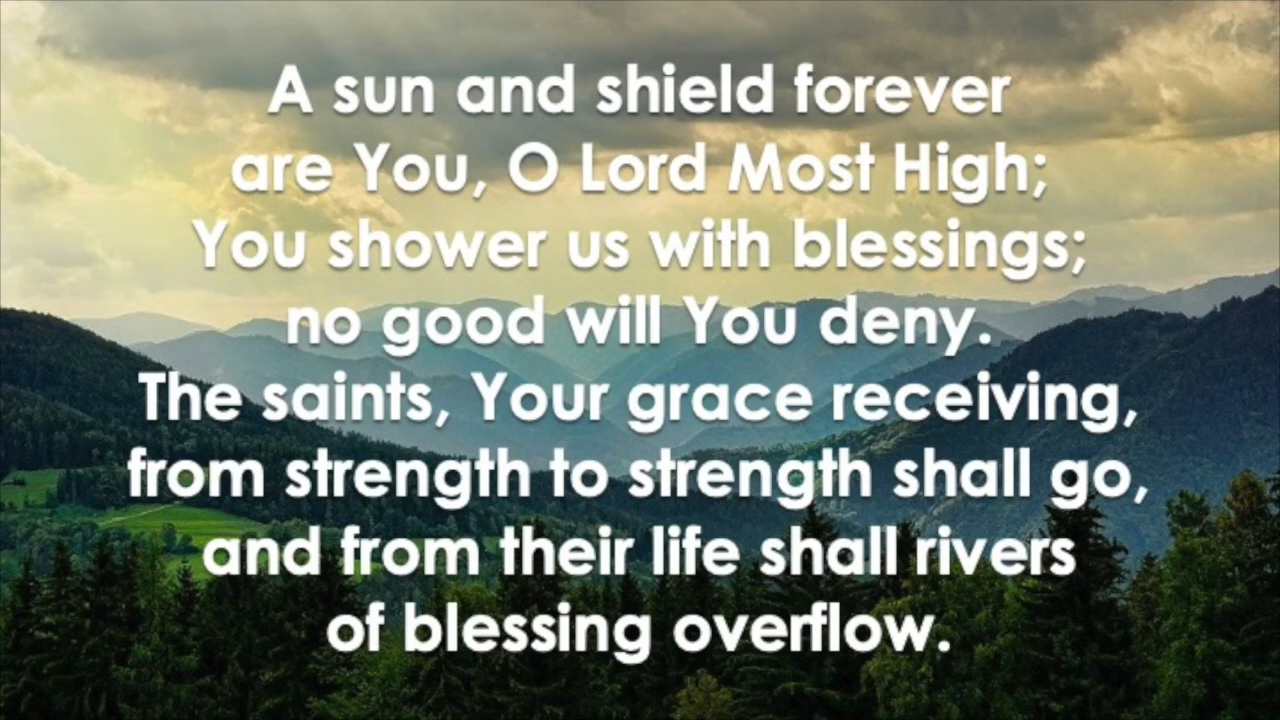 A sun and shield forever
are You, O Lord Most High;
You shower us with blessings;
no good will You deny.
The saints, Your grace receiving,
from strength to strength shall go,
and from their life shall rivers
of blessing overflow.